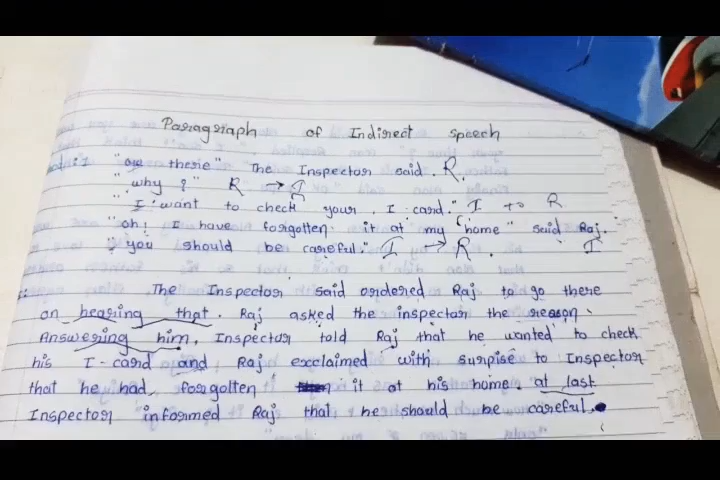 Paragraph of Indirect speech
"are there" The Inspector said R.
"why ?" R → I
"I want to check your I card." I to R
"oh! I have forgotten it at my home" said Raj.
"you should be careful." I → R. I
The Inspector said ordered Raj to go there
on hearing that. Raj asked the inspector the reason.
Answering him, Inspector told Raj that he wanted to check
his I-card and Raj exclaimed with surprise to Inspector
that he had forgotten it at his home at last
Inspector informed Raj that he should be careful.